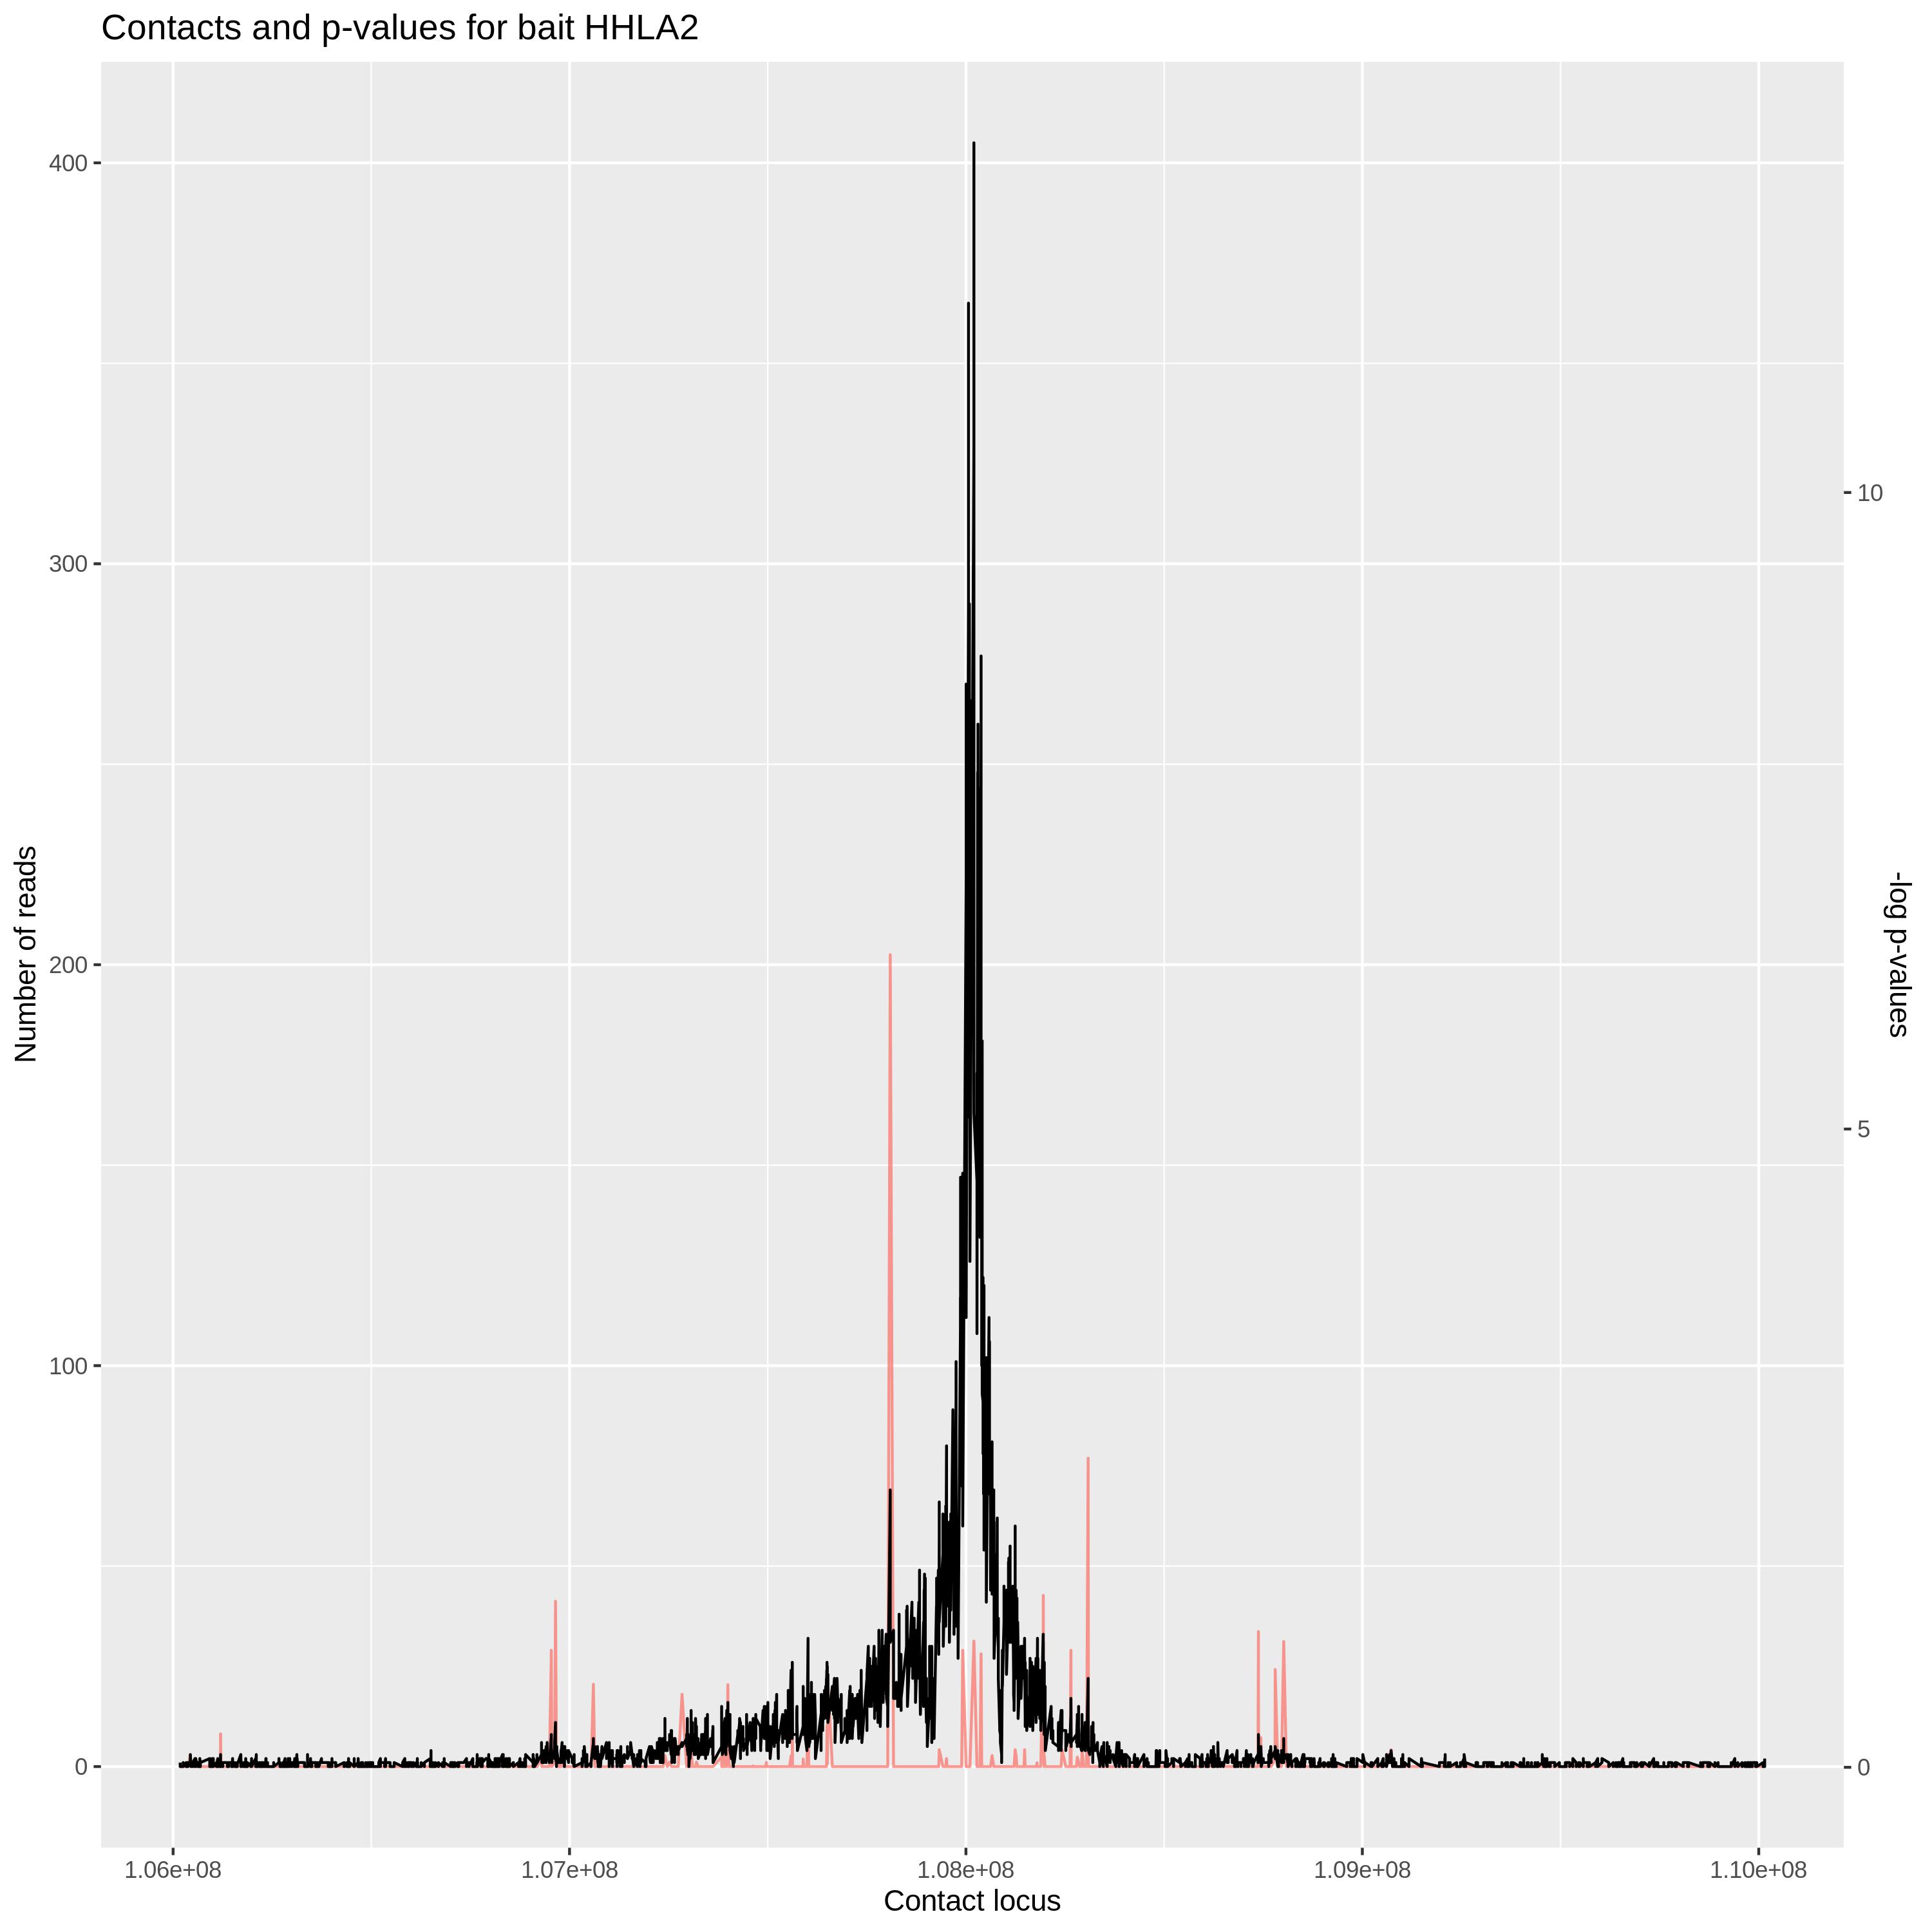 Contacts and p-values for bait HHLA2
400
300
200
100
0
Number of reads
10
5
0
-log p-values
1.06e+08
1.07e+08
1.08e+08
1.09e+08
1.10e+08
Contact locus